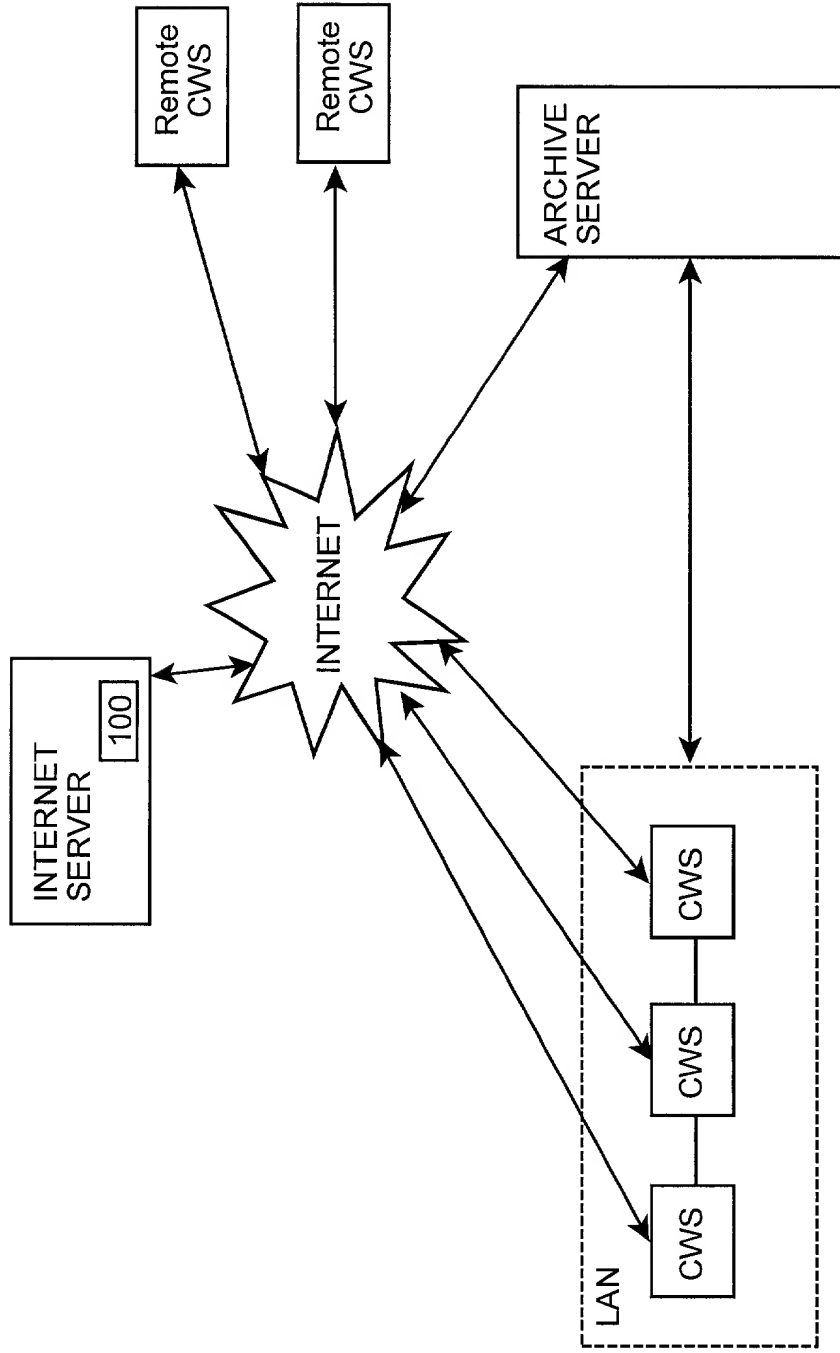 INTERNET
SERVER
100
Remote
CWS
Remote
CWS
INTERNET
ARCHIVE
SERVER
LAN
CWS
CWS
CWS